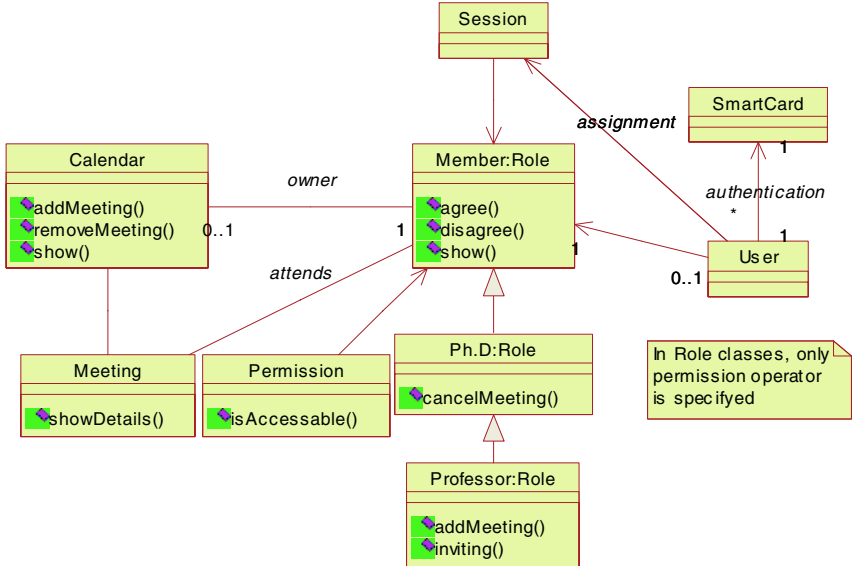 Session
SmartCard
assignment
1
authentication
*
1
User
0..1
Calendar
addMeeting()
removeMeeting()
show()
owner
0..1
1
Member:Role
agree()
disagree()
show()
1
attends
Meeting
showDetails()
Permission
isAccessable()
Ph.D:Role
cancelMeeting()
Professor:Role
addMeeting()
inviting()
In Role classes, only
permission operator
is specifyed